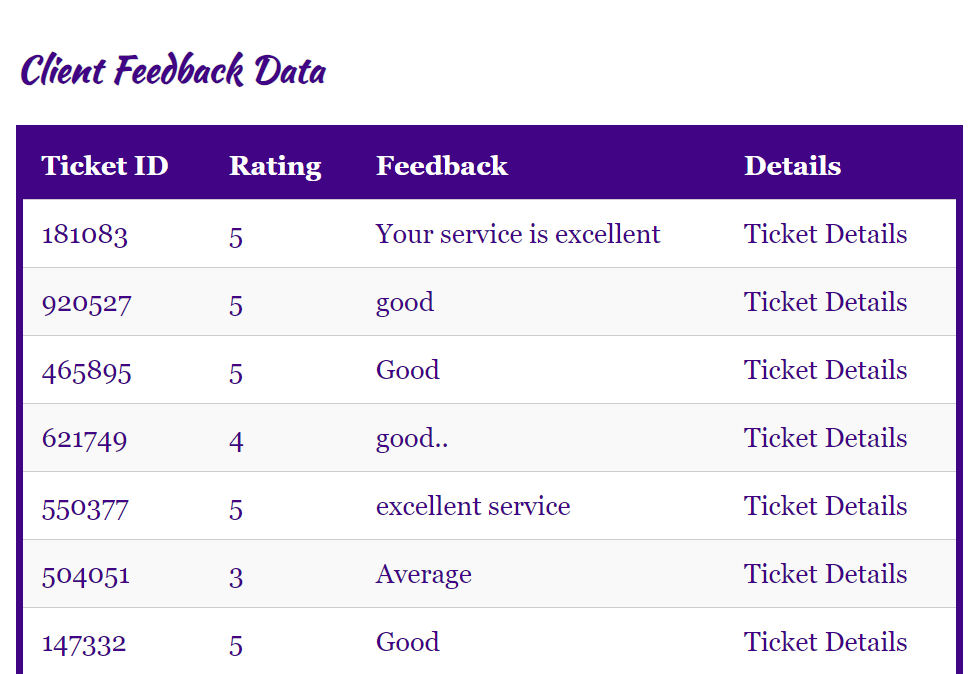 Client Feedback Data
Ticket ID Rating Feedback Details
181083 5 Your service is excellent Ticket Details
920527 5 good Ticket Details
465895 5 Good Ticket Details
621749 4 good.. Ticket Details
550377 5 excellent service Ticket Details
504051 3 Average Ticket Details
147332 5 Good Ticket Details